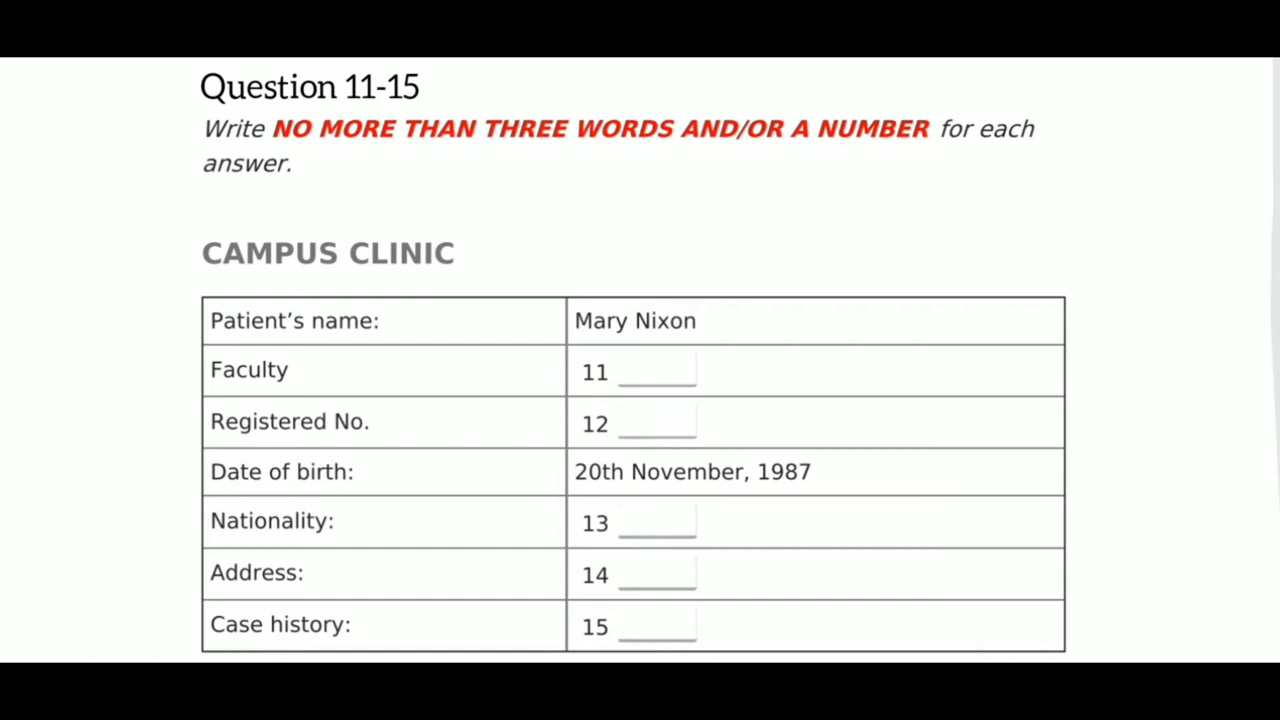 Question 11-15
Write NO MORE THAN THREE WORDS AND/OR A NUMBER for each
answer.
CAMPUS CLINIC
Patient’s name: Mary Nixon
Faculty 11
Registered No. 12
Date of birth: 20th November, 1987
Nationality: 13
Address: 14
Case history: 15